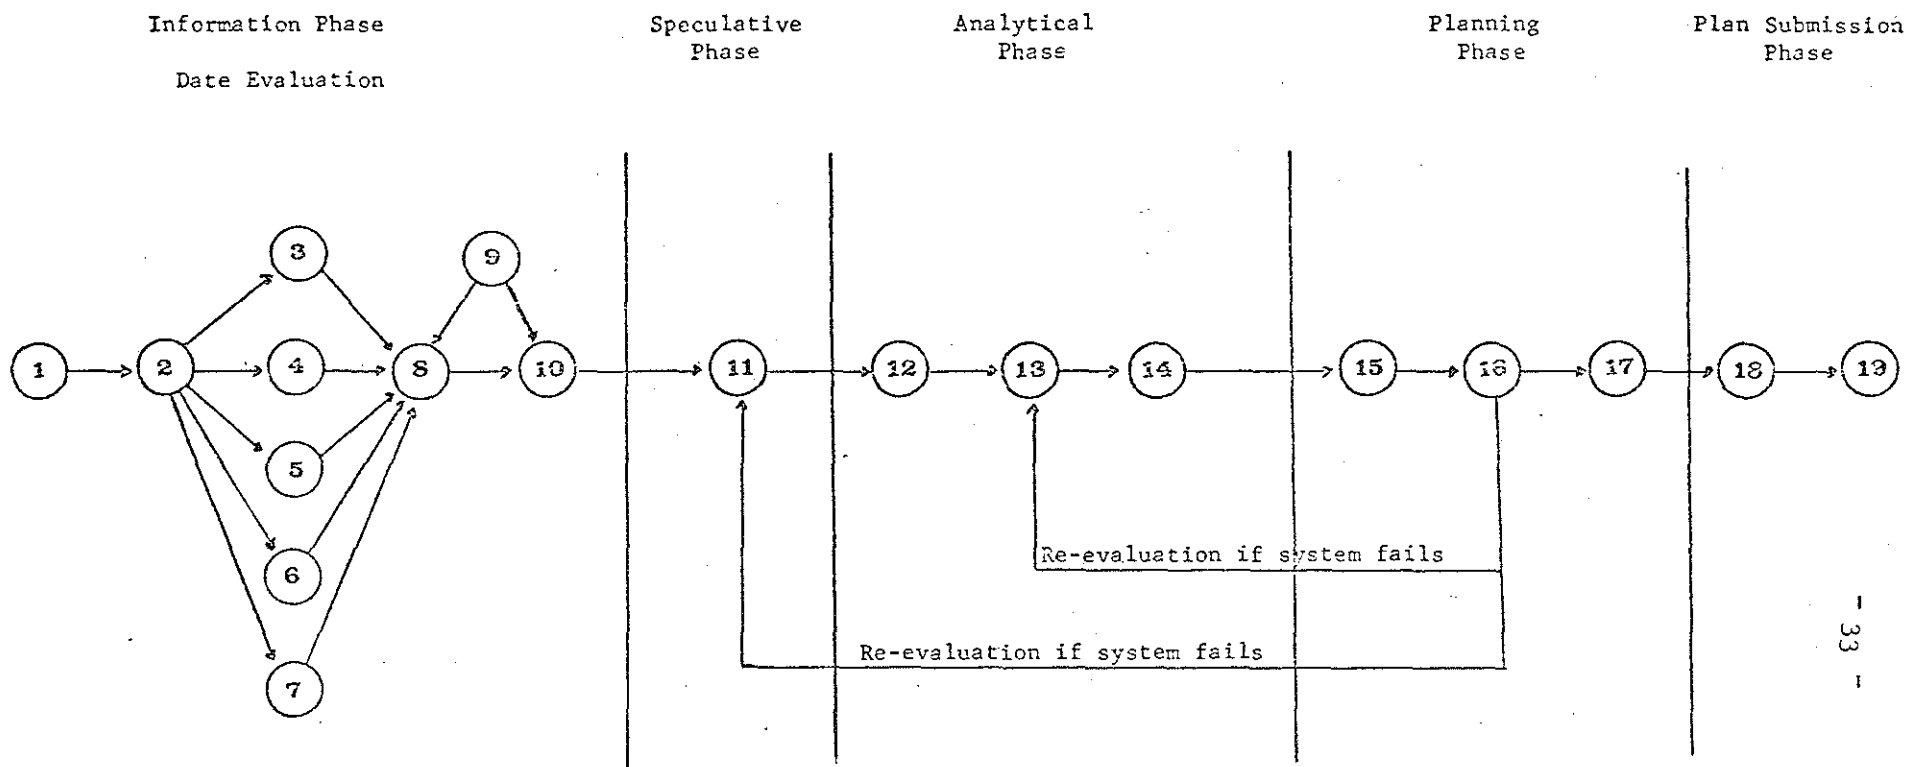 Information Phase
Date Evaluation
Speculative
Phase
Analytical
Phase
Planning
Phase
Plan Submission
Phase
1
2
3
4
5
6
7
8
9
10
11
12
13
14
15
16
17
18
19
Re-evaluation if system fails
Re-evaluation if system fails
- 33 -